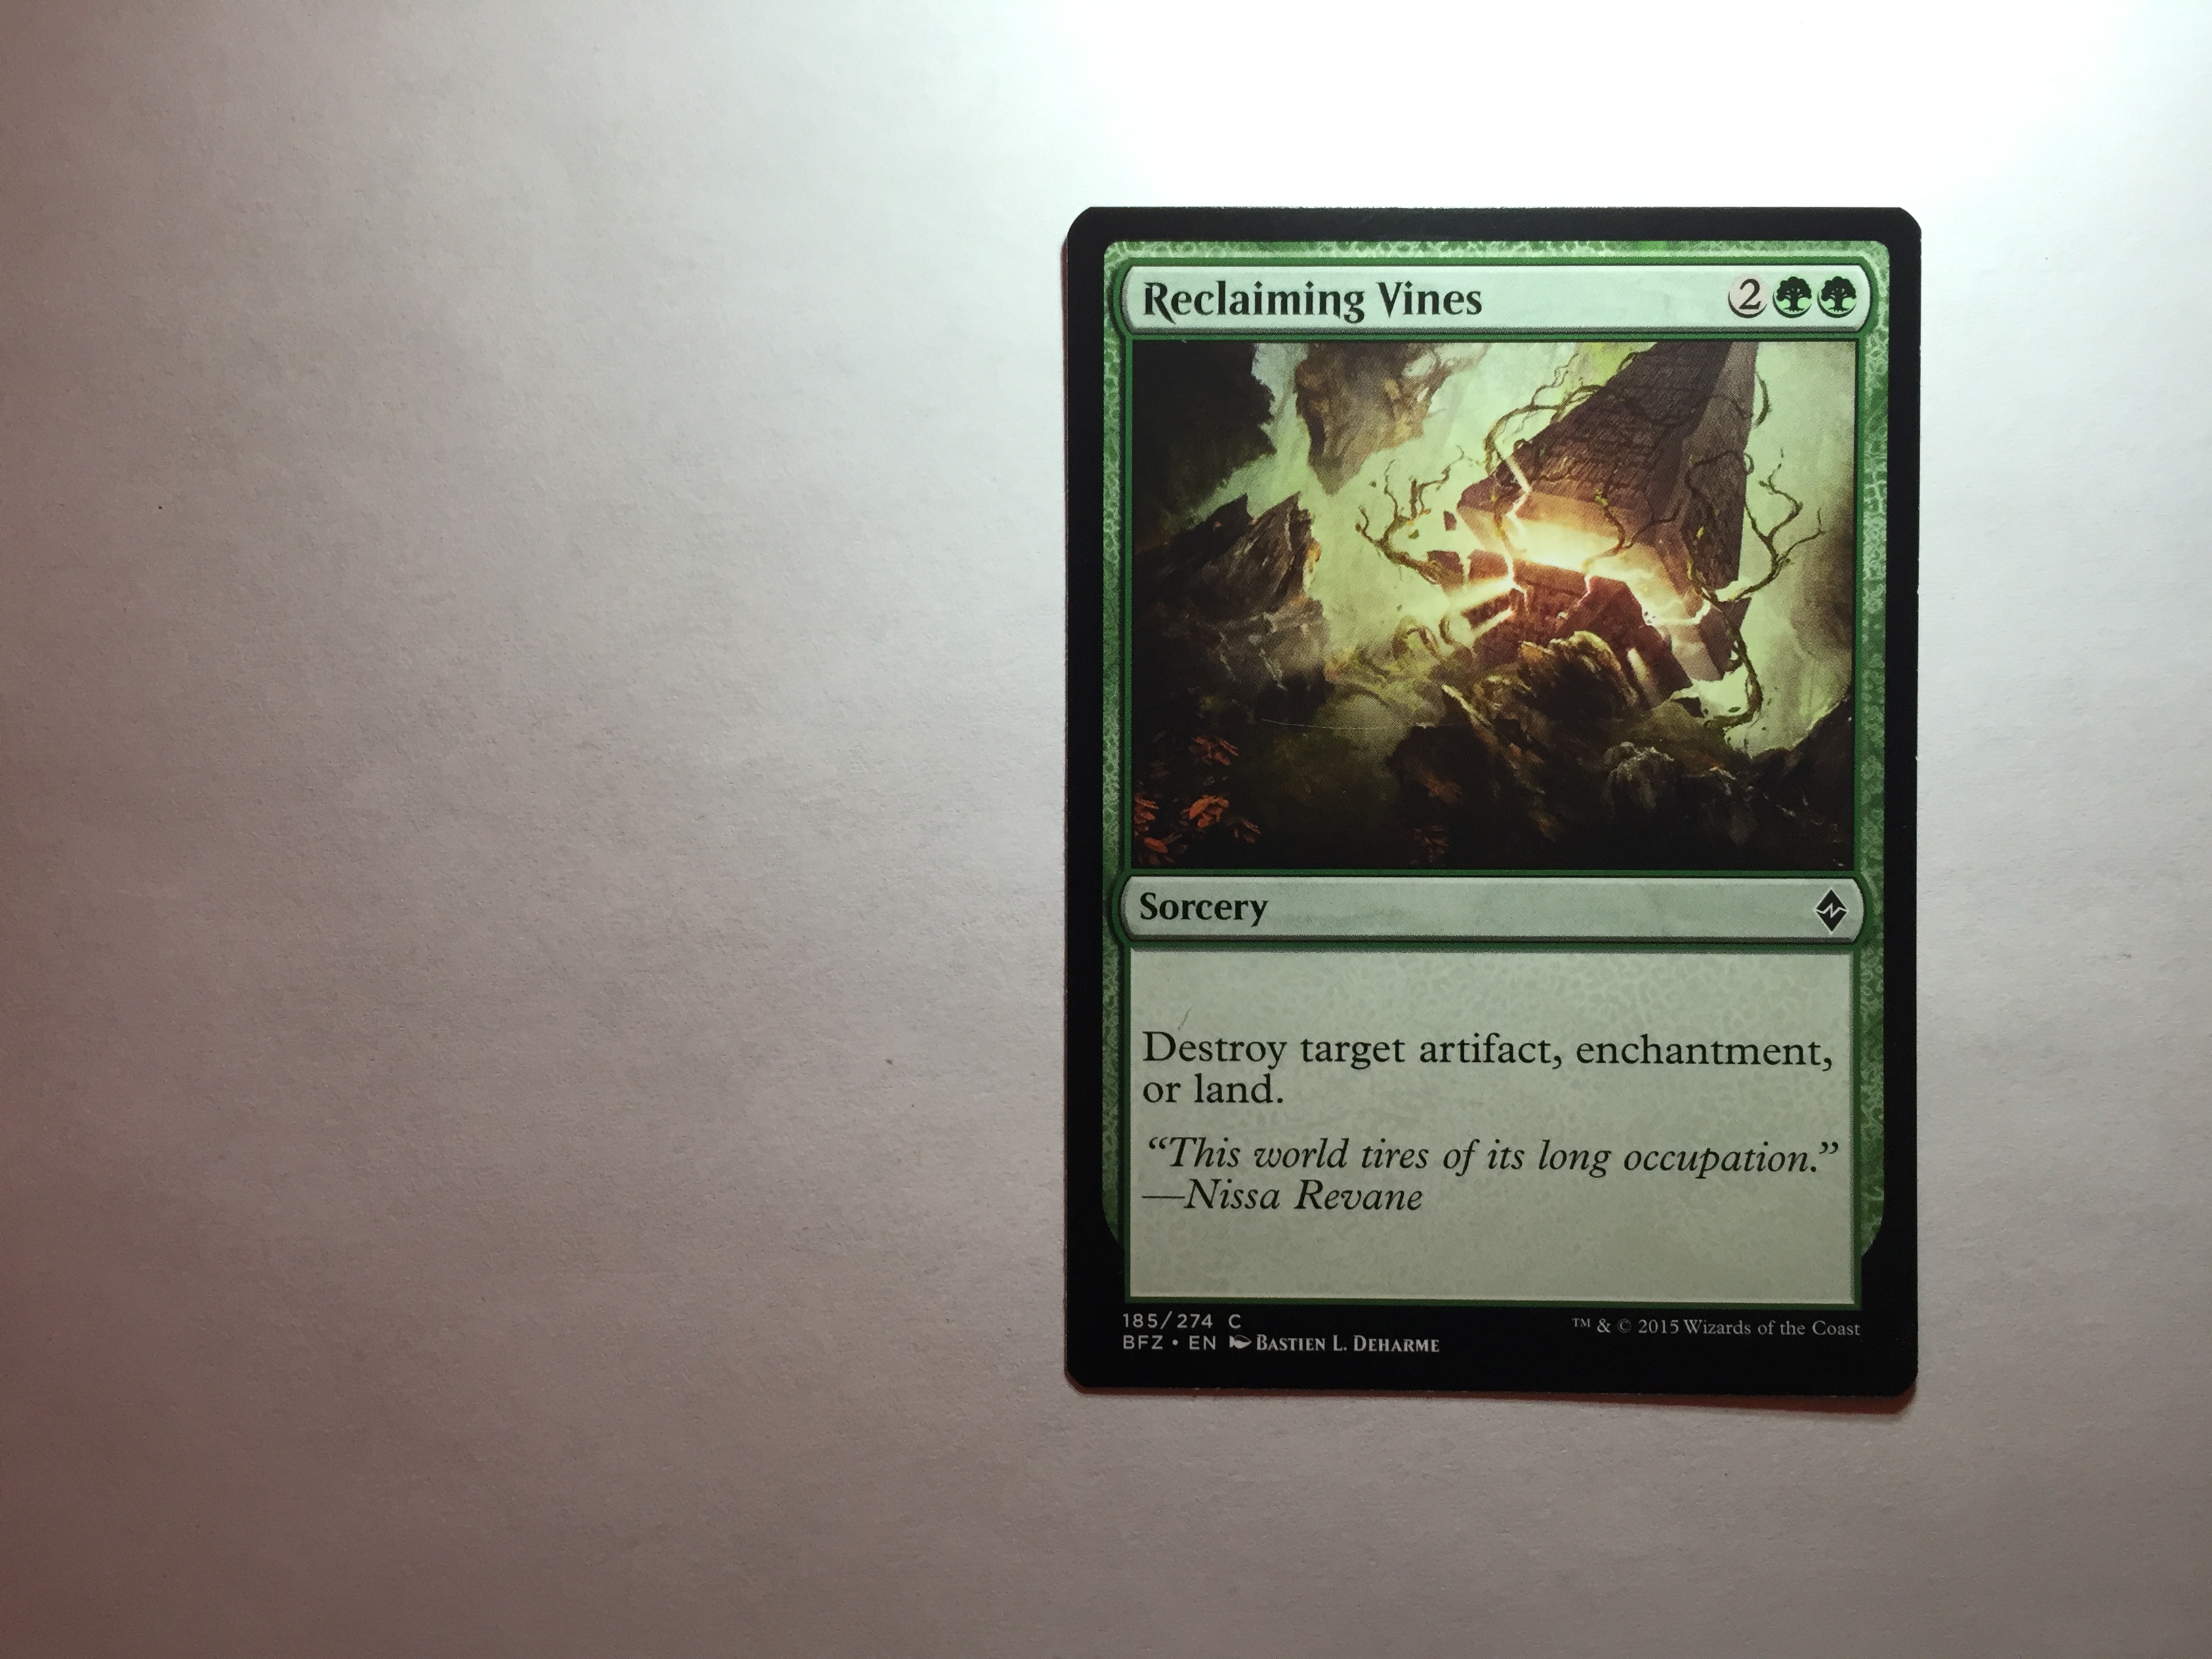 Reclaiming Vines 2
Sorcery
Destroy target artifact, enchantment,
or land.
“This world tires of its long occupation.”
—Nissa Revane
185/274 C
BFZ • EN BASTIEN L. DEHARME
™ & © 2015 Wizards of the Coast